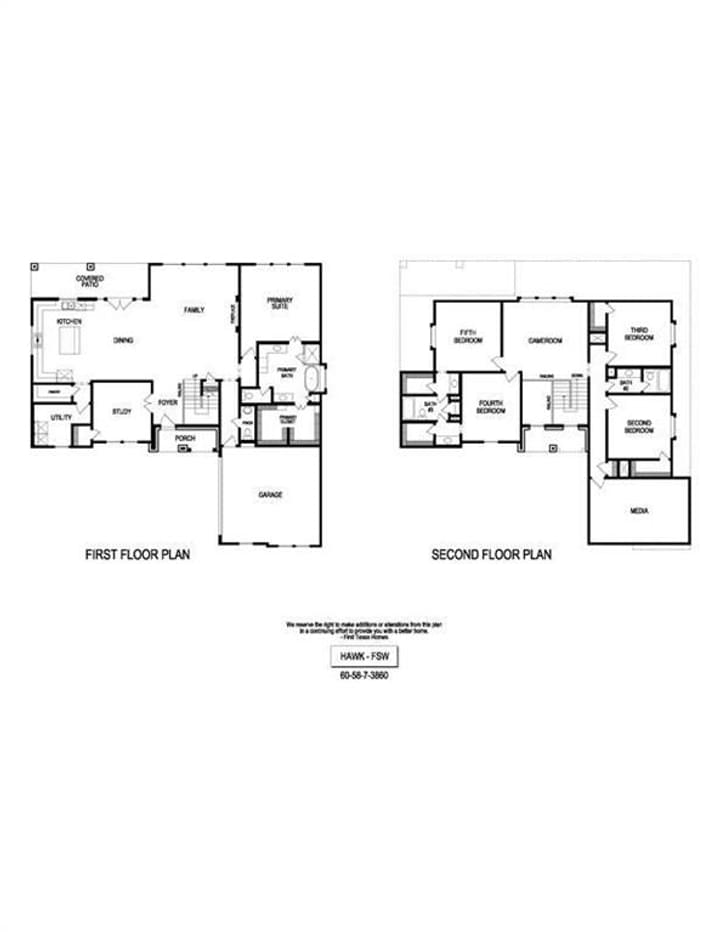 COVERED
PATIO
KITCHEN
DINING
FAMILY
FIREPLACE
PRIMARY
SUITE
PRIMARY
BATH
PANTRY
UTILITY
STUDY
FOYER
RAILING
UP
PORCH
PWDR
PRIMARY
CLOSET
GARAGE
FIRST FLOOR PLAN
FIFTH
BEDROOM
GAMEROOM
THIRD
BEDROOM
RAILING
DOWN
RAILING
BATH
#3
FOURTH
BEDROOM
BATH
#2
SECOND
BEDROOM
MEDIA
SECOND FLOOR PLAN
We reserve the right to make additions or alterations from this plan
in a continuing effort to provide you with a better home.
- First Texas Homes
HAWK - FSW
60-58-7-3860